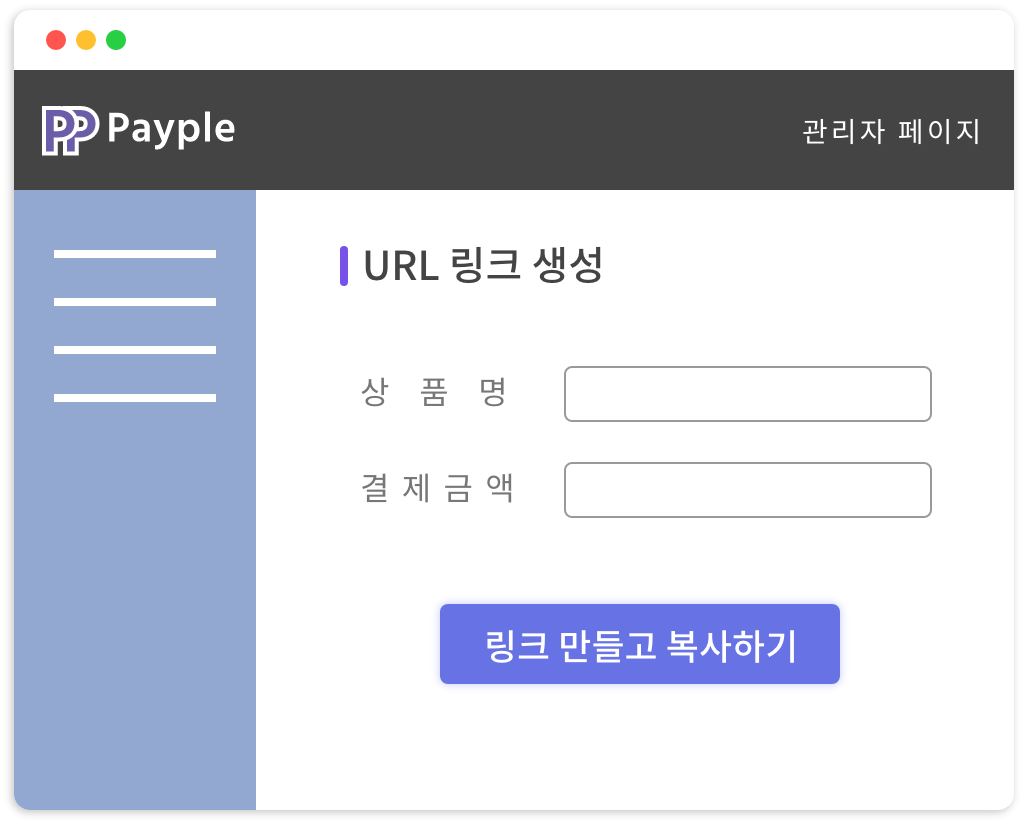 Payple
관리자 페이지
URL 링크 생성
상 품 명
결제금액
링크 만들고 복사하기